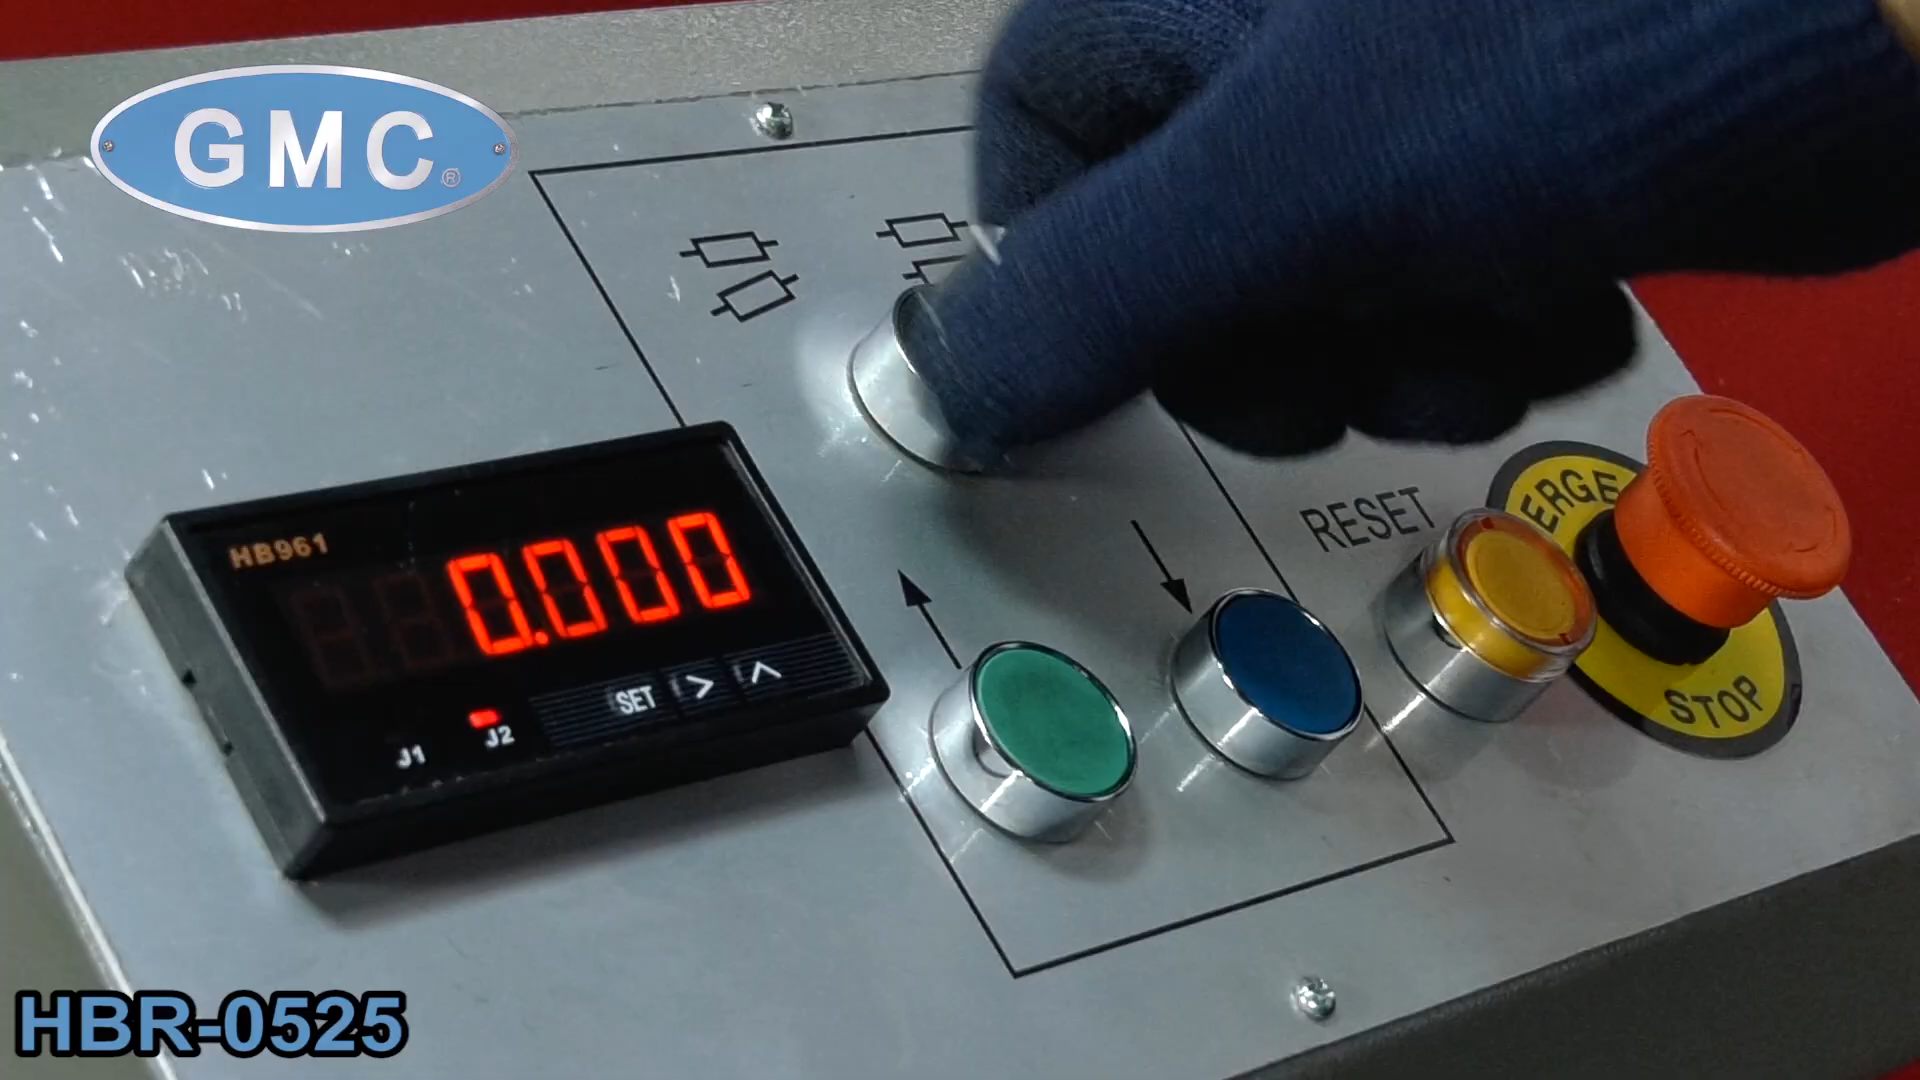 GMC®
HB961
0.000
SET > ^
J1 J2
RESET
ERGE
STOP
HBR-0525